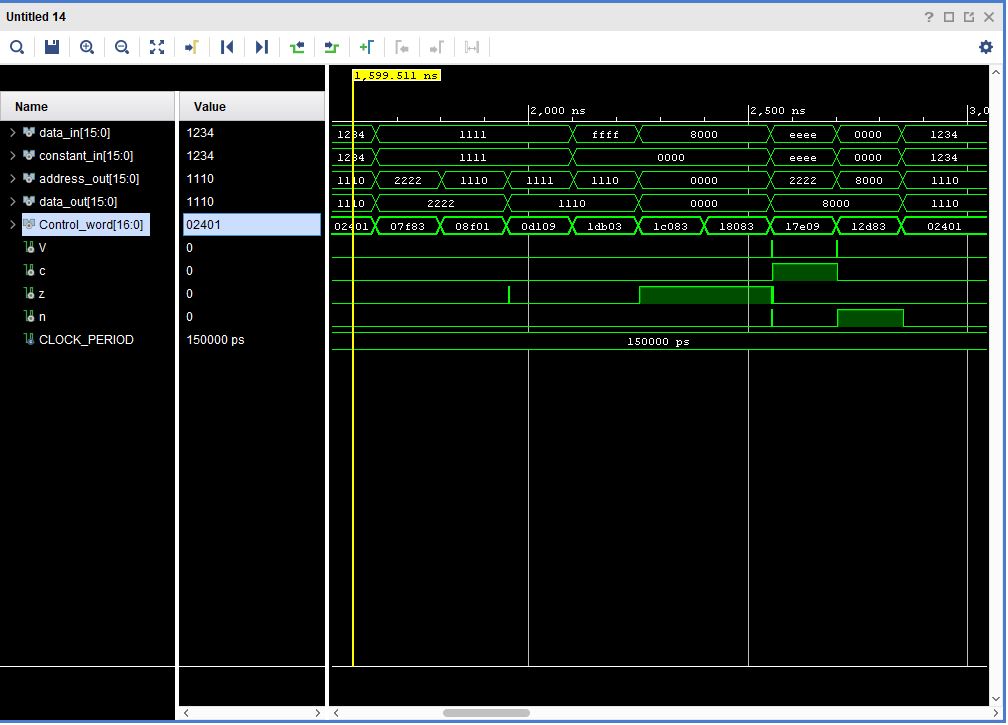 Untitled 14
1,599.511 ns
2,000 ns 2,500 ns 3,0
Name Value
data_in[15:0] 1234 1234 1111 ffff 8000 eeee 0000 1234
constant_in[15:0] 1234 1234 1111 0000 eeee 0000 1234
address_out[15:0] 1110 1110 2222 1110 1111 1110 0000 2222 8000 1110
data_out[15:0] 1110 1110 2222 1110 0000 8000 1110
Control_word[16:0] 02401 02401 07f83 08f01 0d109 1db03 1c083 18083 17e09 12d83 02401
V 0
c 0
z 0
n 0
CLOCK_PERIOD 150000 ps 150000 ps